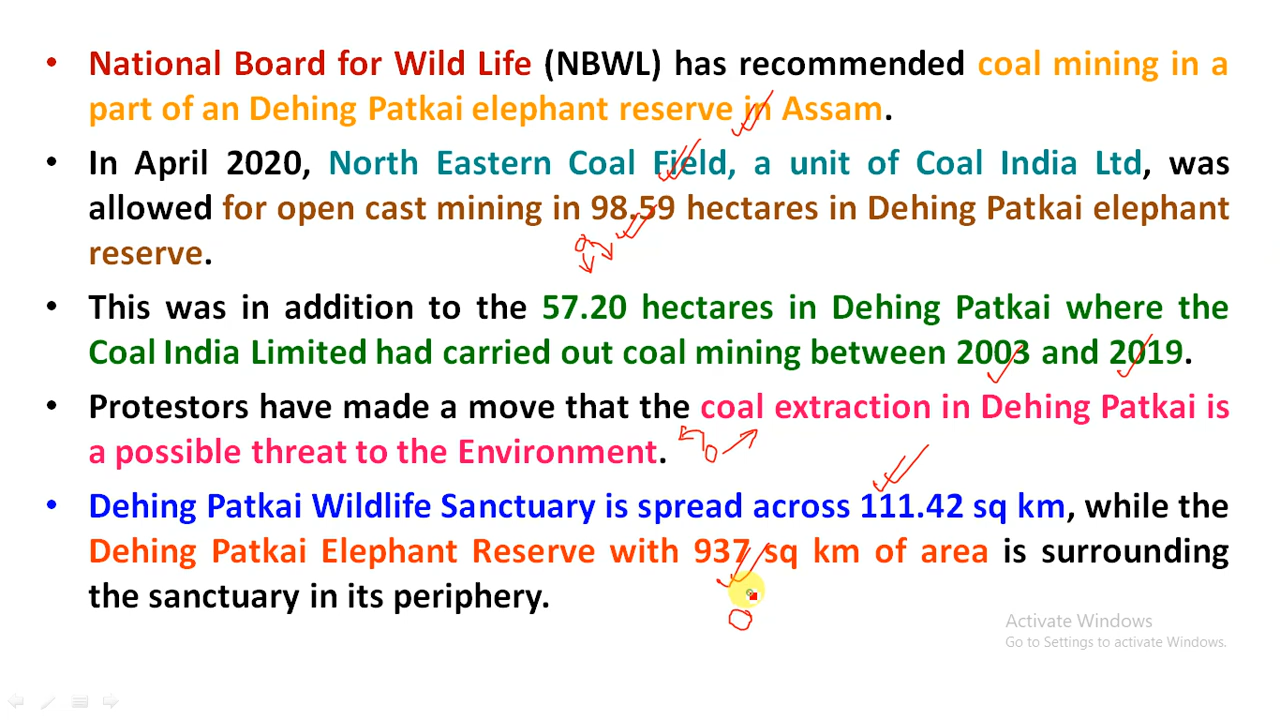 • National Board for Wild Life (NBWL) has recommended coal mining in a
part of an Dehing Patkai elephant reserve in Assam.
• In April 2020, North Eastern Coal Field, a unit of Coal India Ltd, was
allowed for open cast mining in 98.59 hectares in Dehing Patkai elephant
reserve.
• This was in addition to the 57.20 hectares in Dehing Patkai where the
Coal India Limited had carried out coal mining between 2003 and 2019.
• Protestors have made a move that the coal extraction in Dehing Patkai is
a possible threat to the Environment.
• Dehing Patkai Wildlife Sanctuary is spread across 111.42 sq km, while the
Dehing Patkai Elephant Reserve with 937 sq km of area is surrounding
the sanctuary in its periphery.
Activate Windows
Go to Settings to activate Windows.